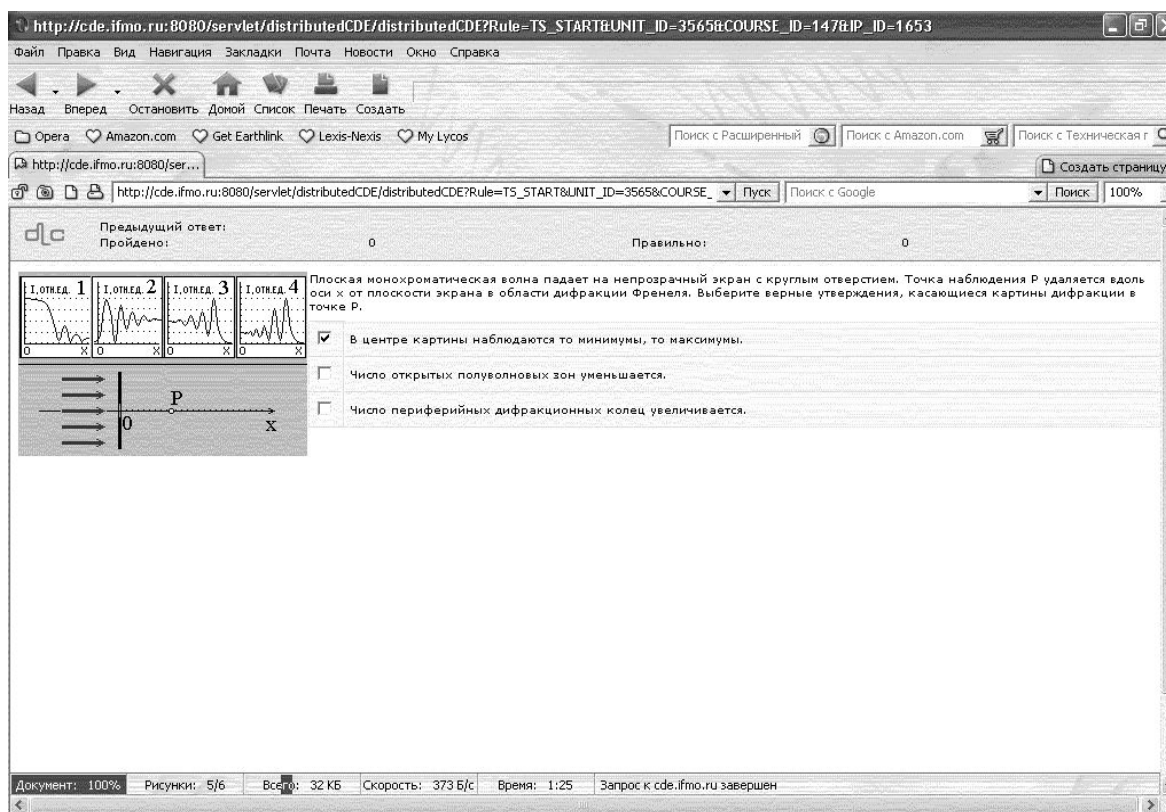 http://cde.ifmo.ru:8080/servlet/distributedCDE/distributedCDE?Rule=TS_START&UNIT_ID=3565&COURSE_ID=147&IP_ID=1653
Файл Правка Вид Навигация Закладки Почта Новости Окно Справка
Назад Вперед Остановить Домой Список Печать Создать
Opera Amazon.com Get Earthlink Lexis-Nexis My Lycos Поиск с Расширенный Поиск с Amazon.com Поиск с Техническая г
http://cde.ifmo.ru:8080/ser... Создать страницу
http://cde.ifmo.ru:8080/servlet/distributedCDE/distributedCDE?Rule=TS_START&UNIT_ID=3565&COURSE_ Пуск Поиск с Google Поиск 100%
dlc Предыдущий ответ:
Пройдено: 0 Правильно: 0
I,отн.ед. 1 I,отн.ед. 2 I,отн.ед. 3 I,отн.ед. 4
0 X 0 X 0 X 0 X
P
0 X
Плоская монохроматическая волна падает на непрозрачный экран с круглым отверстием. Точка наблюдения P удаляется вдоль
оси x от плоскости экрана в области дифракции Френеля. Выберите верные утверждения, касающиеся картины дифракции в
точке P.
В центре картины наблюдаются то минимумы, то максимумы.
Число открытых полуволновых зон уменьшается.
Число периферийных дифракционных колец увеличивается.
Документ: 100% Рисунки: 5/6 Всего: 32 КБ Скорость: 373 Б/с Время: 1:25 Запрос к cde.ifmo.ru завершен